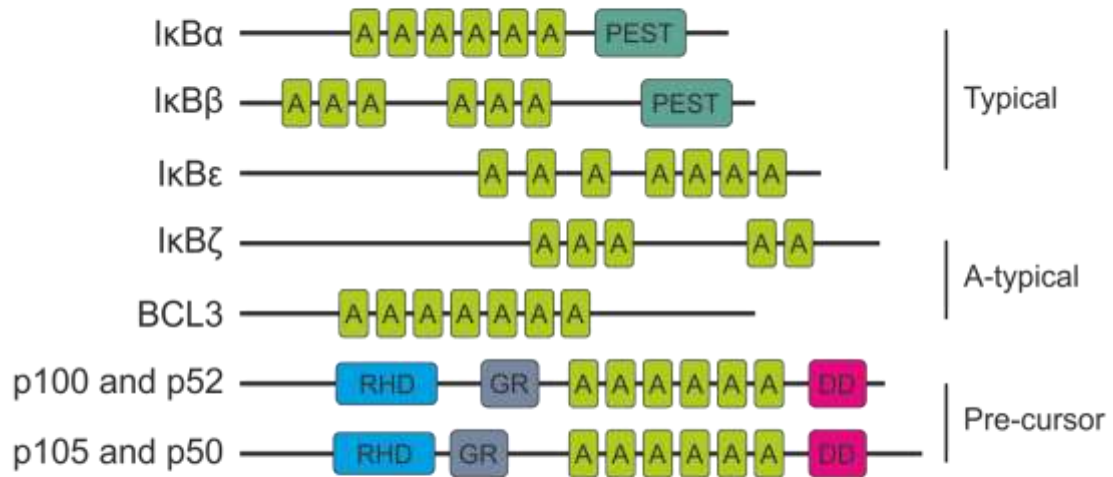 IκBα A A A A A A PEST
IκBβ A A A A A A PEST
Typical
IκBε A A A A A A A
IκBζ A A A A A
A-typical
BCL3 A A A A A A A
p100 and p52 RHD GR A A A A A A DD
Pre-cursor
p105 and p50 RHD GR A A A A A A DD